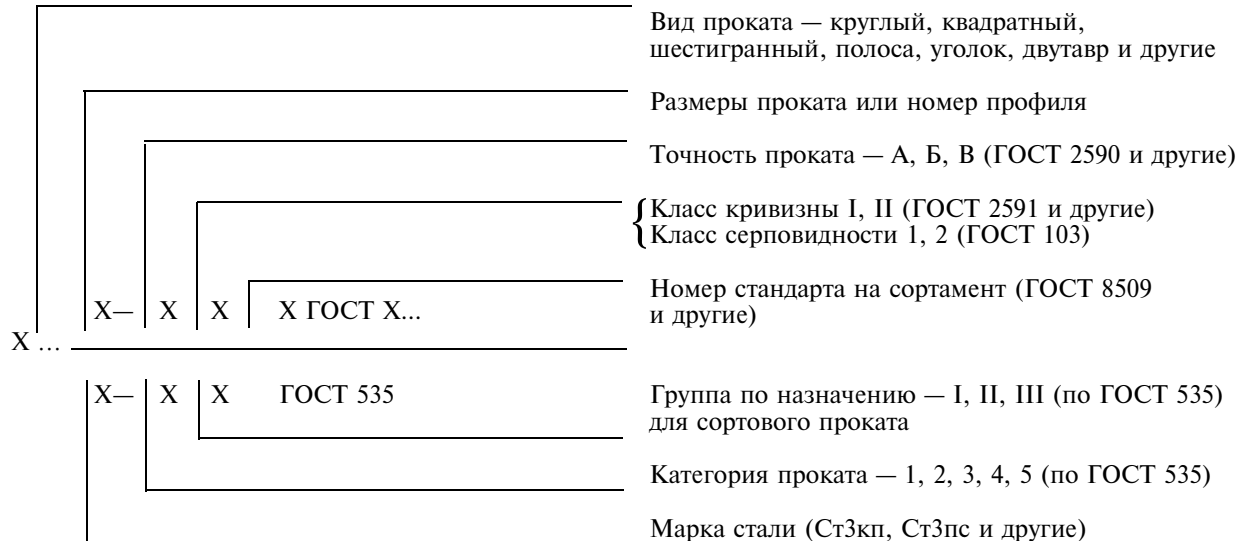 Вид проката — круглый, квадратный,
шестигранный, полоса, уголок, двутавр и другие
Размеры проката или номер профиля
Точность проката — А, Б, В (ГОСТ 2590 и другие)
Класс кривизны I, II (ГОСТ 2591 и другие)
Класс серповидности 1, 2 (ГОСТ 103)
Номер стандарта на сортамент (ГОСТ 8509
и другие)
Х— Х Х Х ГОСТ Х...
Х ...
Х— Х Х ГОСТ 535
Группа по назначению — I, II, III (по ГОСТ 535)
для сортового проката
Категория проката — 1, 2, 3, 4, 5 (по ГОСТ 535)
Марка стали (Ст3кп, Ст3пс и другие)